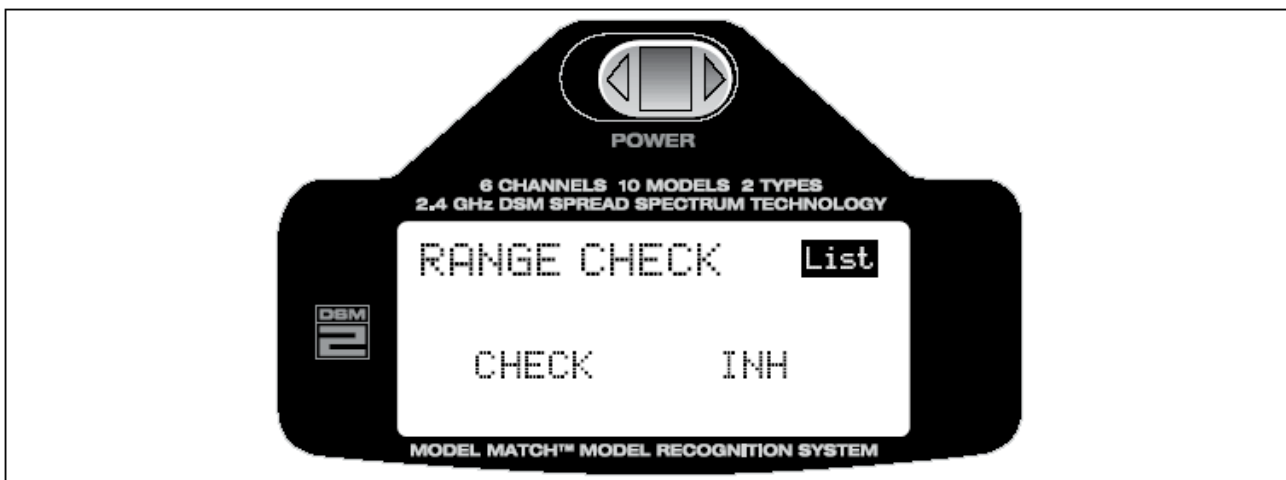 POWER
6 CHANNELS 10 MODELS 2 TYPES
2.4 GHz DSM SPREAD SPECTRUM TECHNOLOGY
RANGE CHECK List
DSM
2
CHECK INH
MODEL MATCH™ MODEL RECOGNITION SYSTEM